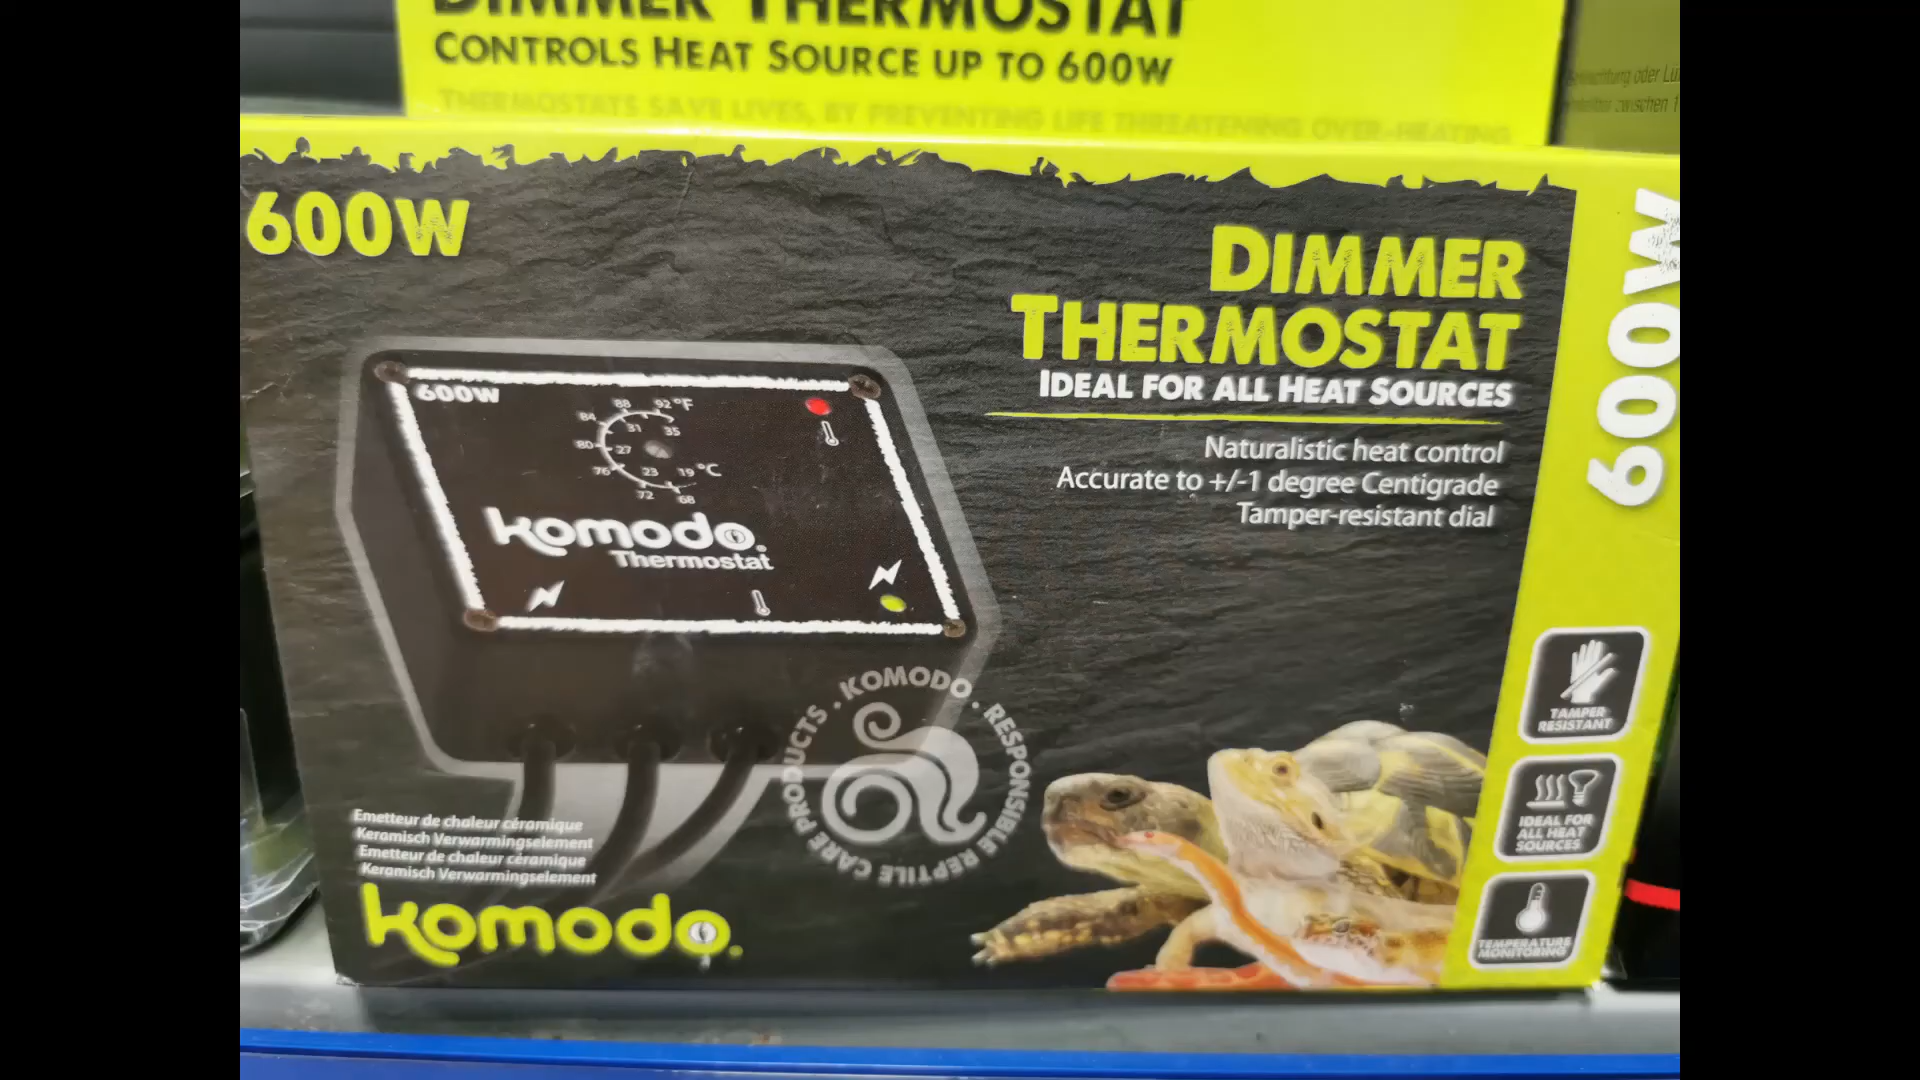 DIMMER THERMOSTAT
CONTROLS HEAT SOURCE UP TO 600W
THERMOSTATS SAVE LIVES, BY PREVENTING LIFE THREATENING OVER-HEATING
oder
zwischen
600W
DIMMER
THERMOSTAT
IDEAL FOR ALL HEAT SOURCES
Naturalistic heat control
Accurate to +/-1 degree Centigrade
Tamper-resistant dial
600W
600W
88 92 °F
84 31 35
80 27
76 23 19 °C
72 68
komodo.
Thermostat
KOMODO . RESPONSIBLE REPTILE CARE PRODUCTS .
Emetteur de chaleur céramique
Keramisch Verwarmingselement
Emetteur de chaleur céramique
Keramisch Verwarmingselement
komodo.
TAMPER
RESISTANT
IDEAL FOR
ALL HEAT
SOURCES
TEMPERATURE
MONITORING